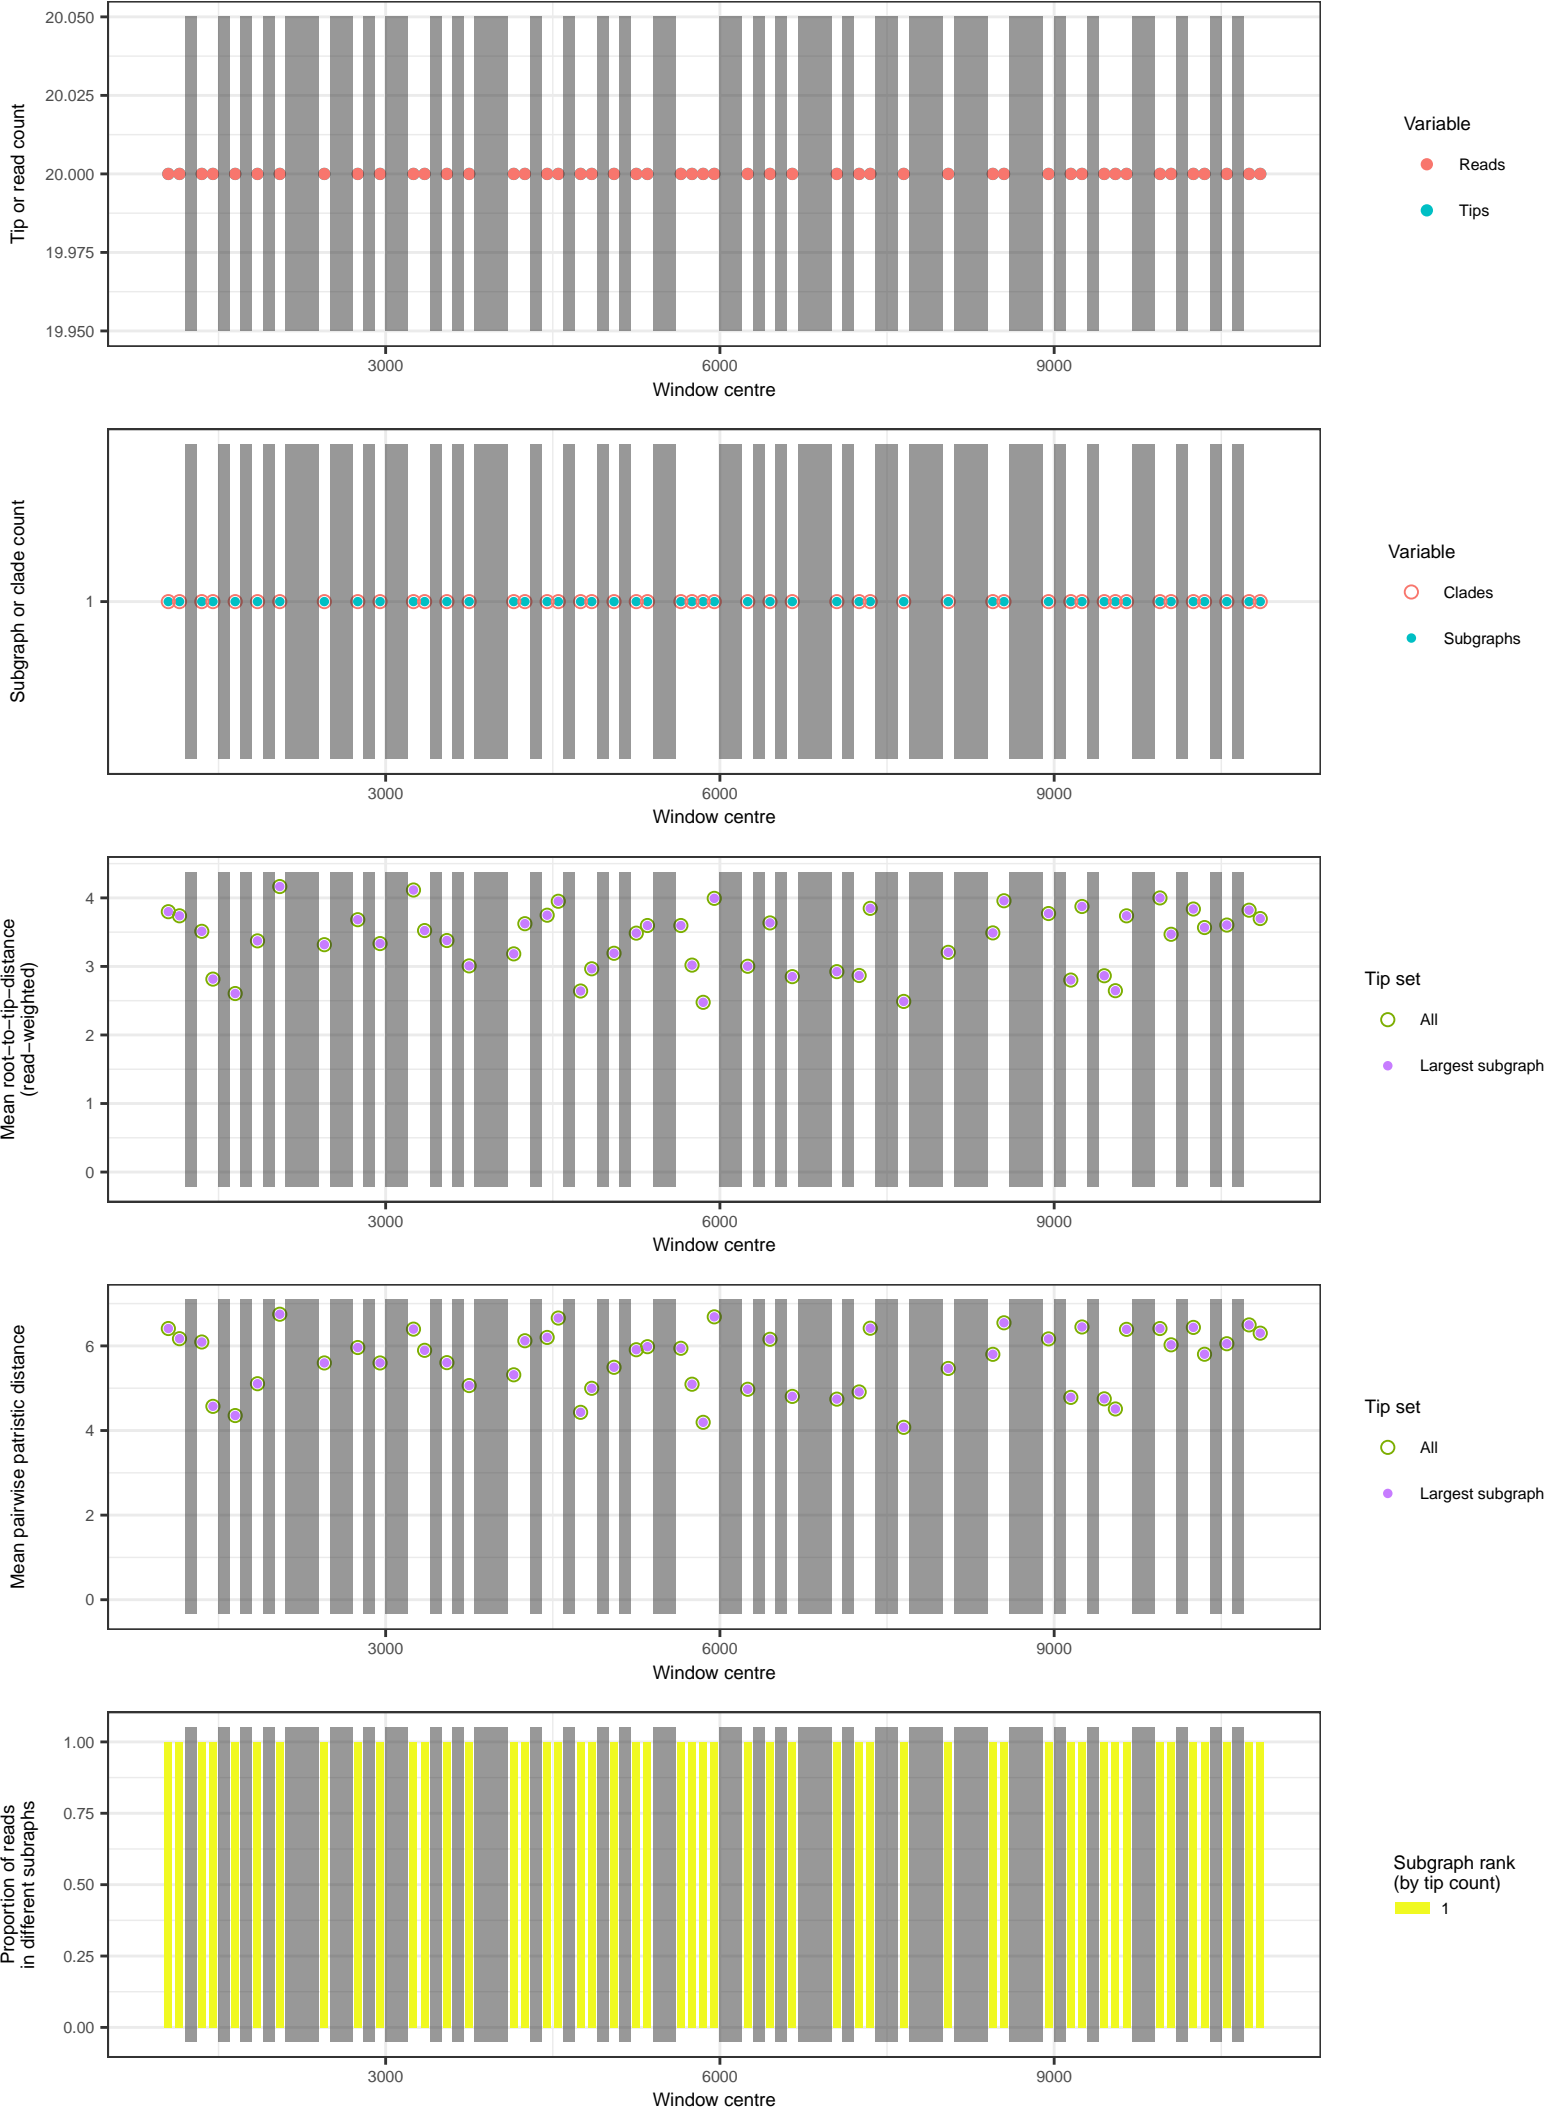 20.050
20.025
20.000
19.975
19.950
Tip or read count
3000
6000
9000
Window centre
Variable
Reads
Tips
1
Subgraph or clade count
3000
6000
9000
Window centre
Variable
Clades
Subgraphs
4
3
2
1
0
Mean root−to−tip−distance
(read−weighted)
3000
6000
9000
Window centre
Tip set
All
Largest subgraph
6
4
2
0
Mean pairwise patristic distance
3000
6000
9000
Window centre
Tip set
All
Largest subgraph
1.00
0.75
0.50
0.25
0.00
Proportion of reads
in different subraphs
3000
6000
9000
Window centre
Subgraph rank
(by tip count)
1